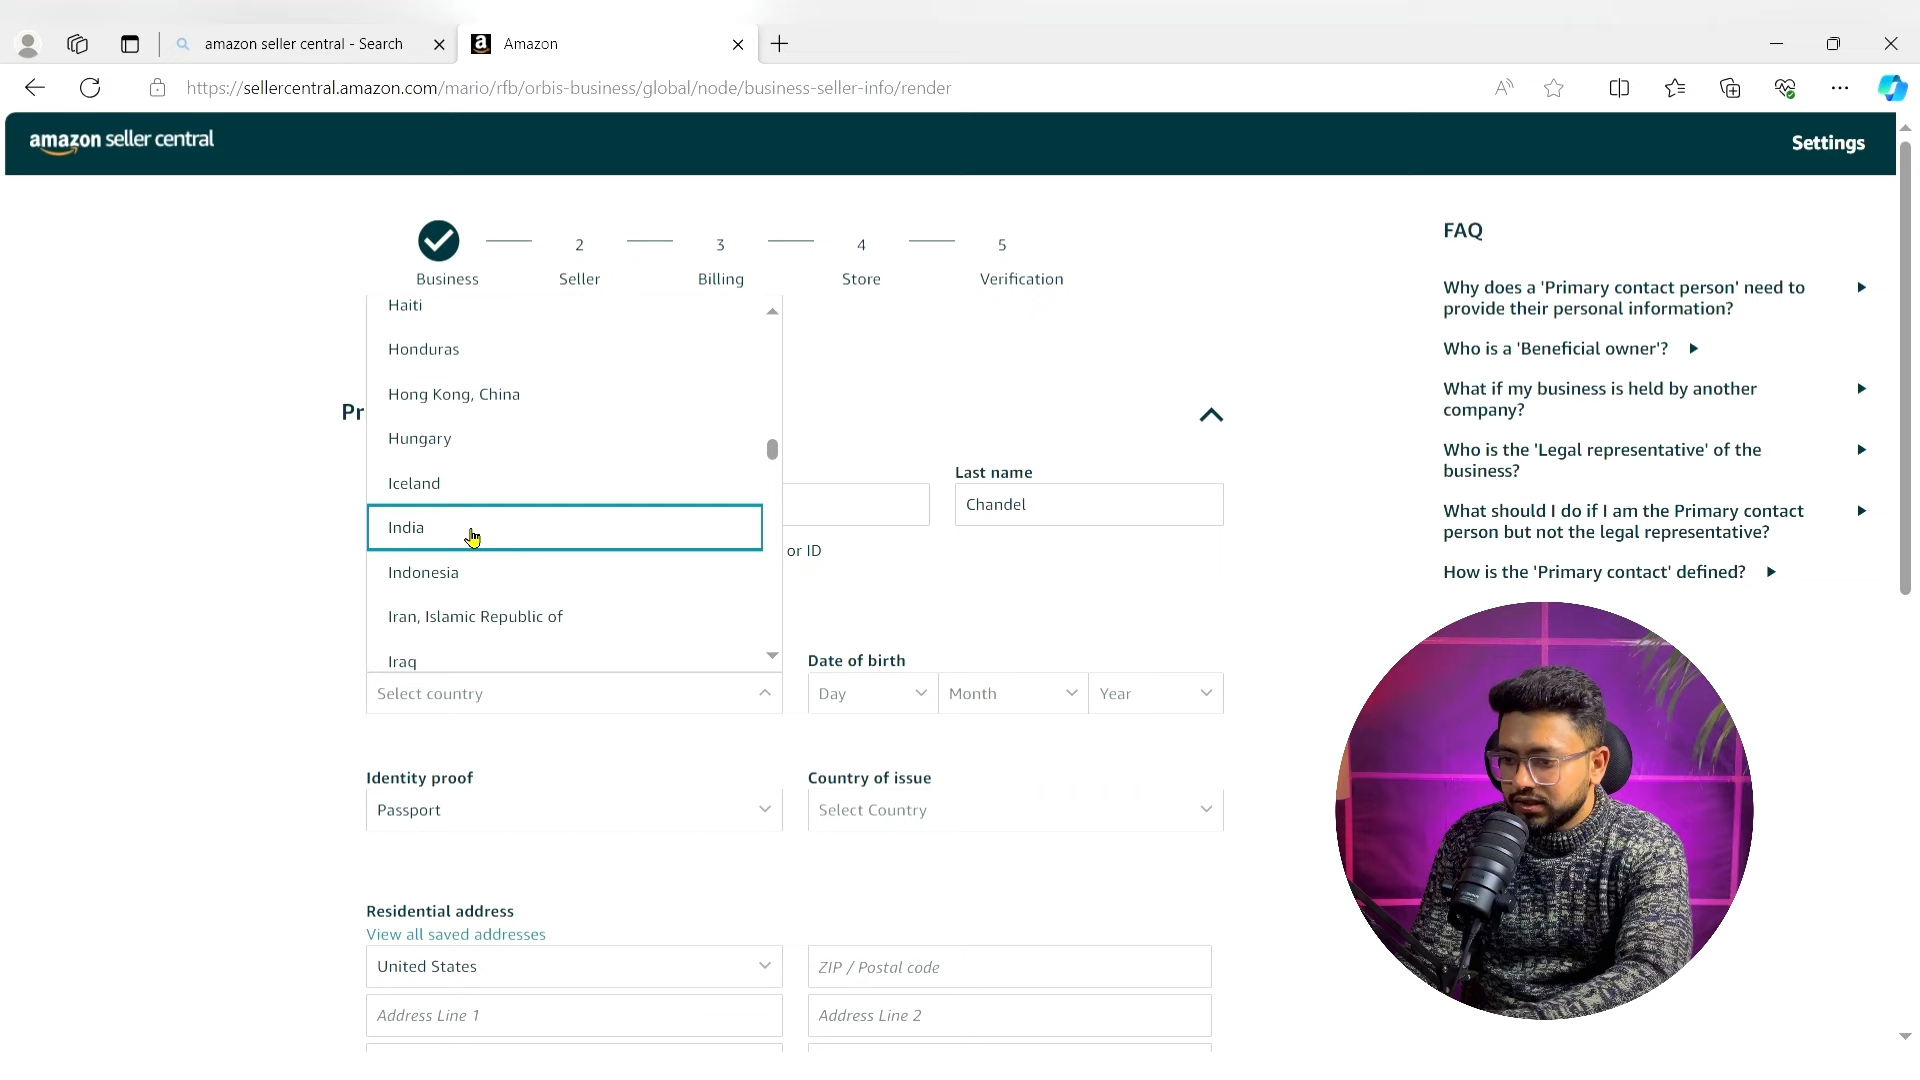 amazon seller central - Search
Amazon
https://sellercentral.amazon.com/mario/rfb/orbis-business/global/node/business-seller-info/render
amazon seller central
Settings
2
3
4
5
Business
Seller
Billing
Store
Verification
Haiti
Honduras
Hong Kong, China
Hungary
Iceland
India
Indonesia
Iran, Islamic Republic of
Iraq
Select country
Pr
Last name
Chandel
or ID
Date of birth
Day
Month
Year
Identity proof
Passport
Country of issue
Select Country
Residential address
View all saved addresses
United States
ZIP / Postal code
Address Line 1
Address Line 2
FAQ
Why does a 'Primary contact person' need to
provide their personal information?
Who is a 'Beneficial owner'?
What if my business is held by another
company?
Who is the 'Legal representative' of the
business?
What should I do if I am the Primary contact
person but not the legal representative?
How is the 'Primary contact' defined?